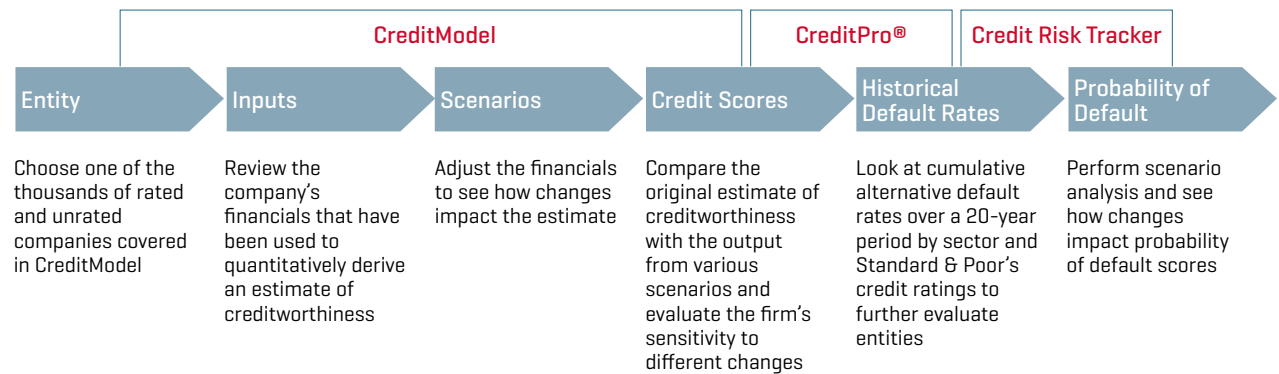 CreditModel
CreditPro®
Credit Risk Tracker
Entity
Inputs
Scenarios
Credit Scores
Historical
Default Rates
Probability of
Default
Choose one of the
thousands of rated
and unrated
companies covered
in CreditModel
Review the
company’s
financials that have
been used to
quantitatively derive
an estimate of
creditworthiness
Adjust the financials
to see how changes
impact the estimate
Compare the
original estimate of
creditworthiness
with the output
from various
scenarios and
evaluate the firm’s
sensitivity to
different changes
Look at cumulative
alternative default
rates over a 20-year
period by sector and
Standard & Poor’s
credit ratings to
further evaluate
entities
Perform scenario
analysis and see
how changes
impact probability
of default scores